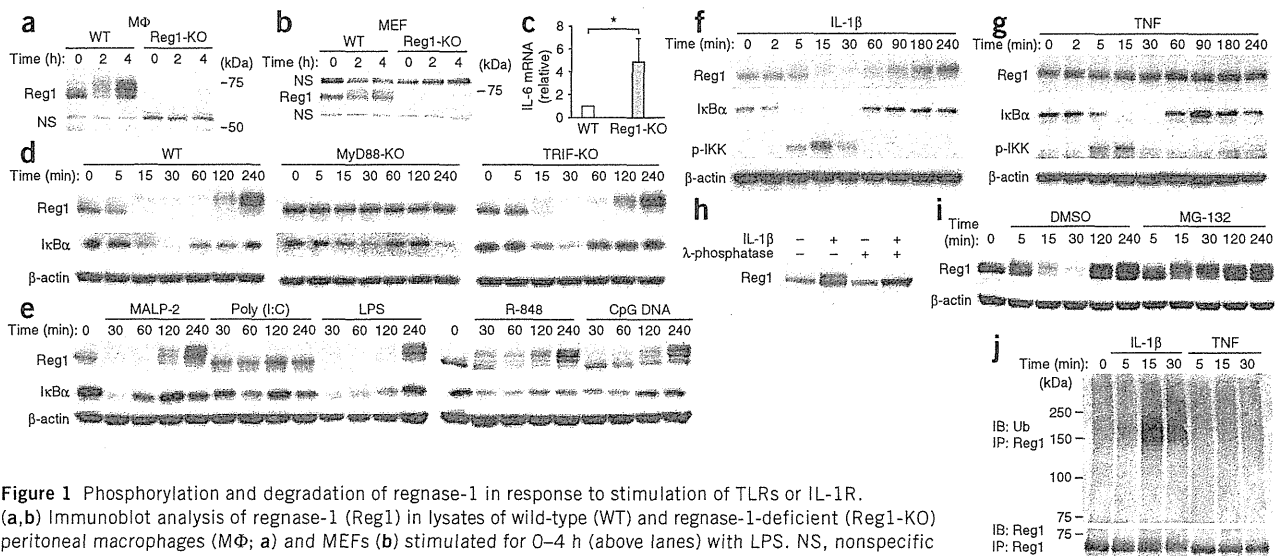 a
MΦ
WT
Reg1-KO
Time (h): 0 2 4 0 2 4
(kDa)
Reg1
-75
NS
-50
b
MEF
WT
Reg1-KO
Time (h): 0 2 4 0 2 4
(kDa)
NS
Reg1
-75
NS
c
*
IL-6 mRNA
(relative)
8
6
4
2
0
WT
Reg1-KO
d
WT
MyD88-KO
TRIF-KO
Time (min): 0 5 15 30 60 120 240 0 5 15 30 60 120 240 0 5 15 30 60 120 240
Reg1
IκBα
β-actin
e
MALP-2
Poly (I:C)
LPS
R-848
CpG DNA
Time (min): 0 30 60 120 240 30 60 120 240 30 60 120 240 0 30 60 120 240 30 60 120 240
Reg1
IκBα
β-actin
f
IL-1β
Time (min): 0 2 5 15 30 60 90 180 240
Reg1
IκBα
p-IKK
β-actin
g
TNF
Time (min): 0 2 5 15 30 60 90 180 240
Reg1
IκBα
p-IKK
β-actin
h
IL-1β – + – +
λ-phosphatase – – + +
Reg1
i
DMSO
MG-132
Time
(min): 0 5 15 30 120 240 5 15 30 120 240
Reg1
β-actin
j
IL-1β
TNF
Time (min): 0 5 15 30 5 15 30
(kDa)
250
IB: Ub
IP: Reg1
150
100
75
IB: Reg1
IP: Reg1
75
Figure 1 Phosphorylation and degradation of regnase-1 in response to stimulation of TLRs or IL-1R.
(a,b) Immunoblot analysis of regnase-1 (Reg1) in lysates of wild-type (WT) and regnase-1-deficient (Reg1-KO)
peritoneal macrophages (MΦ; a) and MEFs (b) stimulated for 0–4 h (above lanes) with LPS. NS, nonspecific